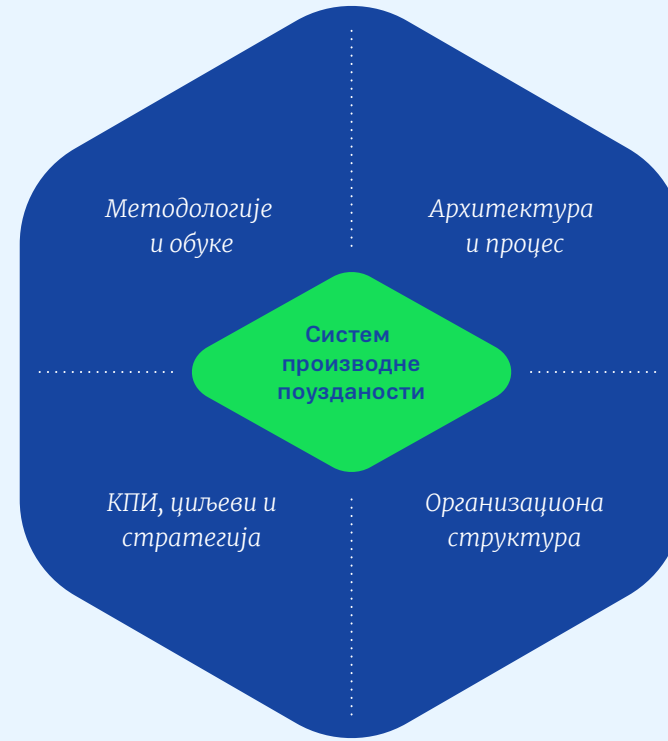 Методологије
и обуке
Архитектура
и процес
Систем
производне
поузданости
КПИ, циљеви и
стратегија
Организациона
структура